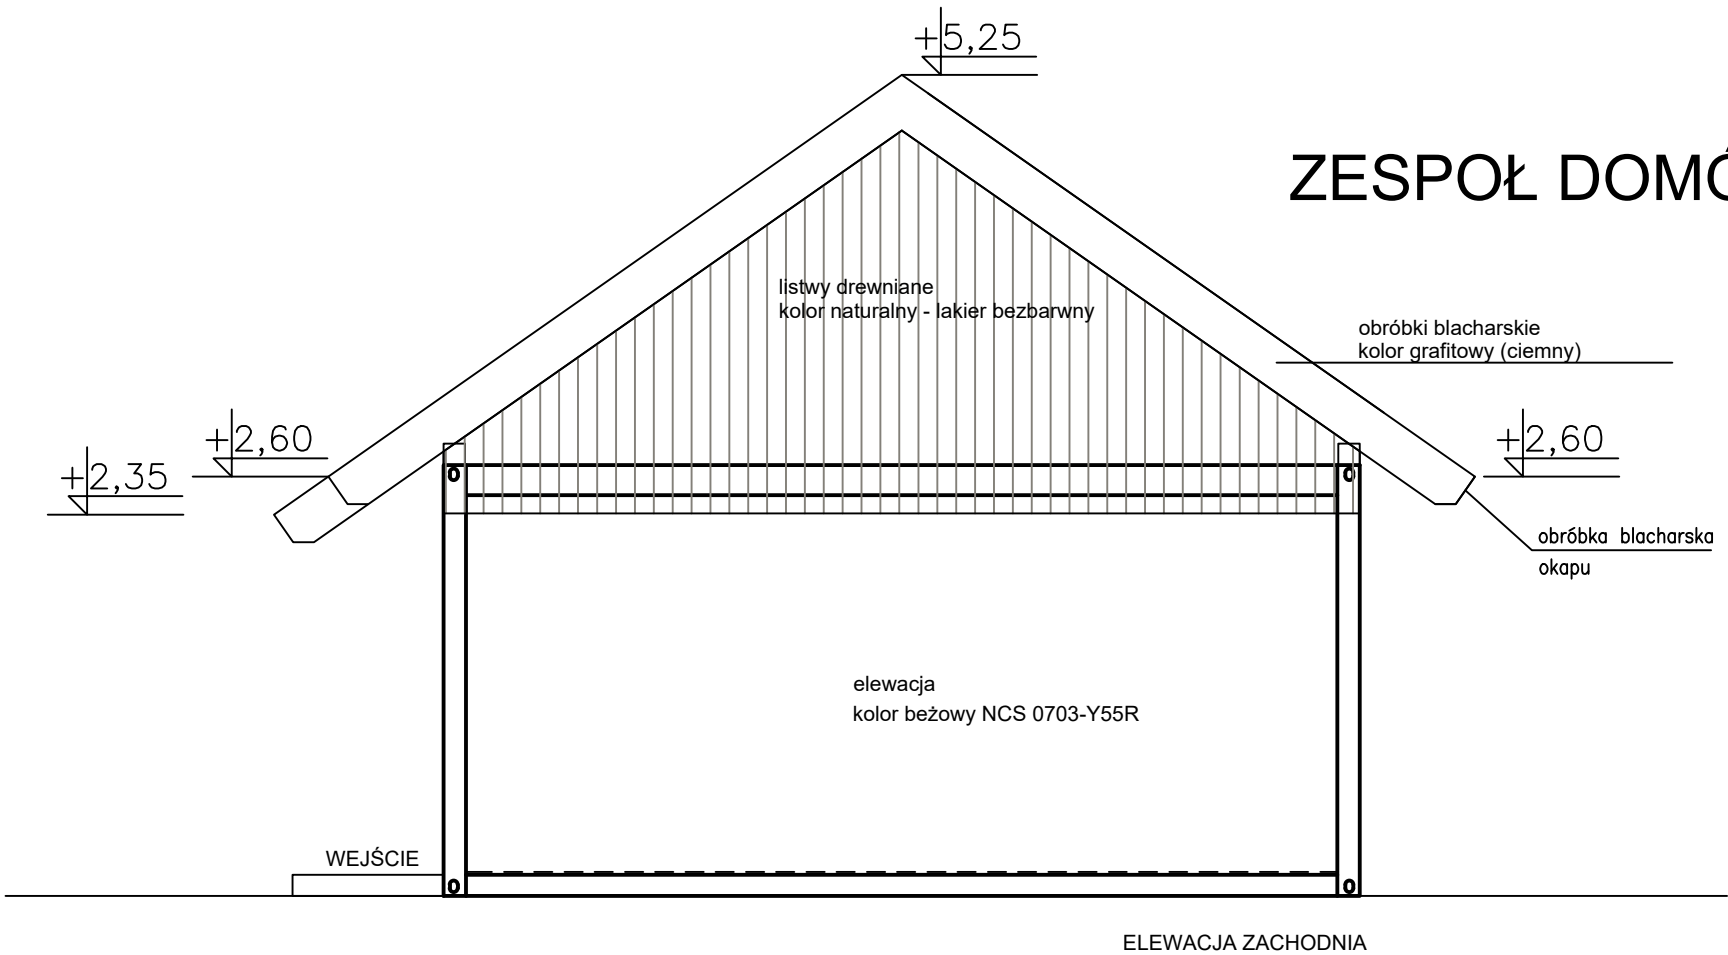 +5,25
ZESPOŁ DOMÓ
listwy drewniane
kolor naturalny - lakier bezbarwny
obróbki blacharskie
kolor grafitowy (ciemny)
+2,60
+2,35
+2,60
obróbka blacharska
okapu
elewacja
kolor beżowy NCS 0703-Y55R
WEJŚCIE
ELEWACJA ZACHODNIA